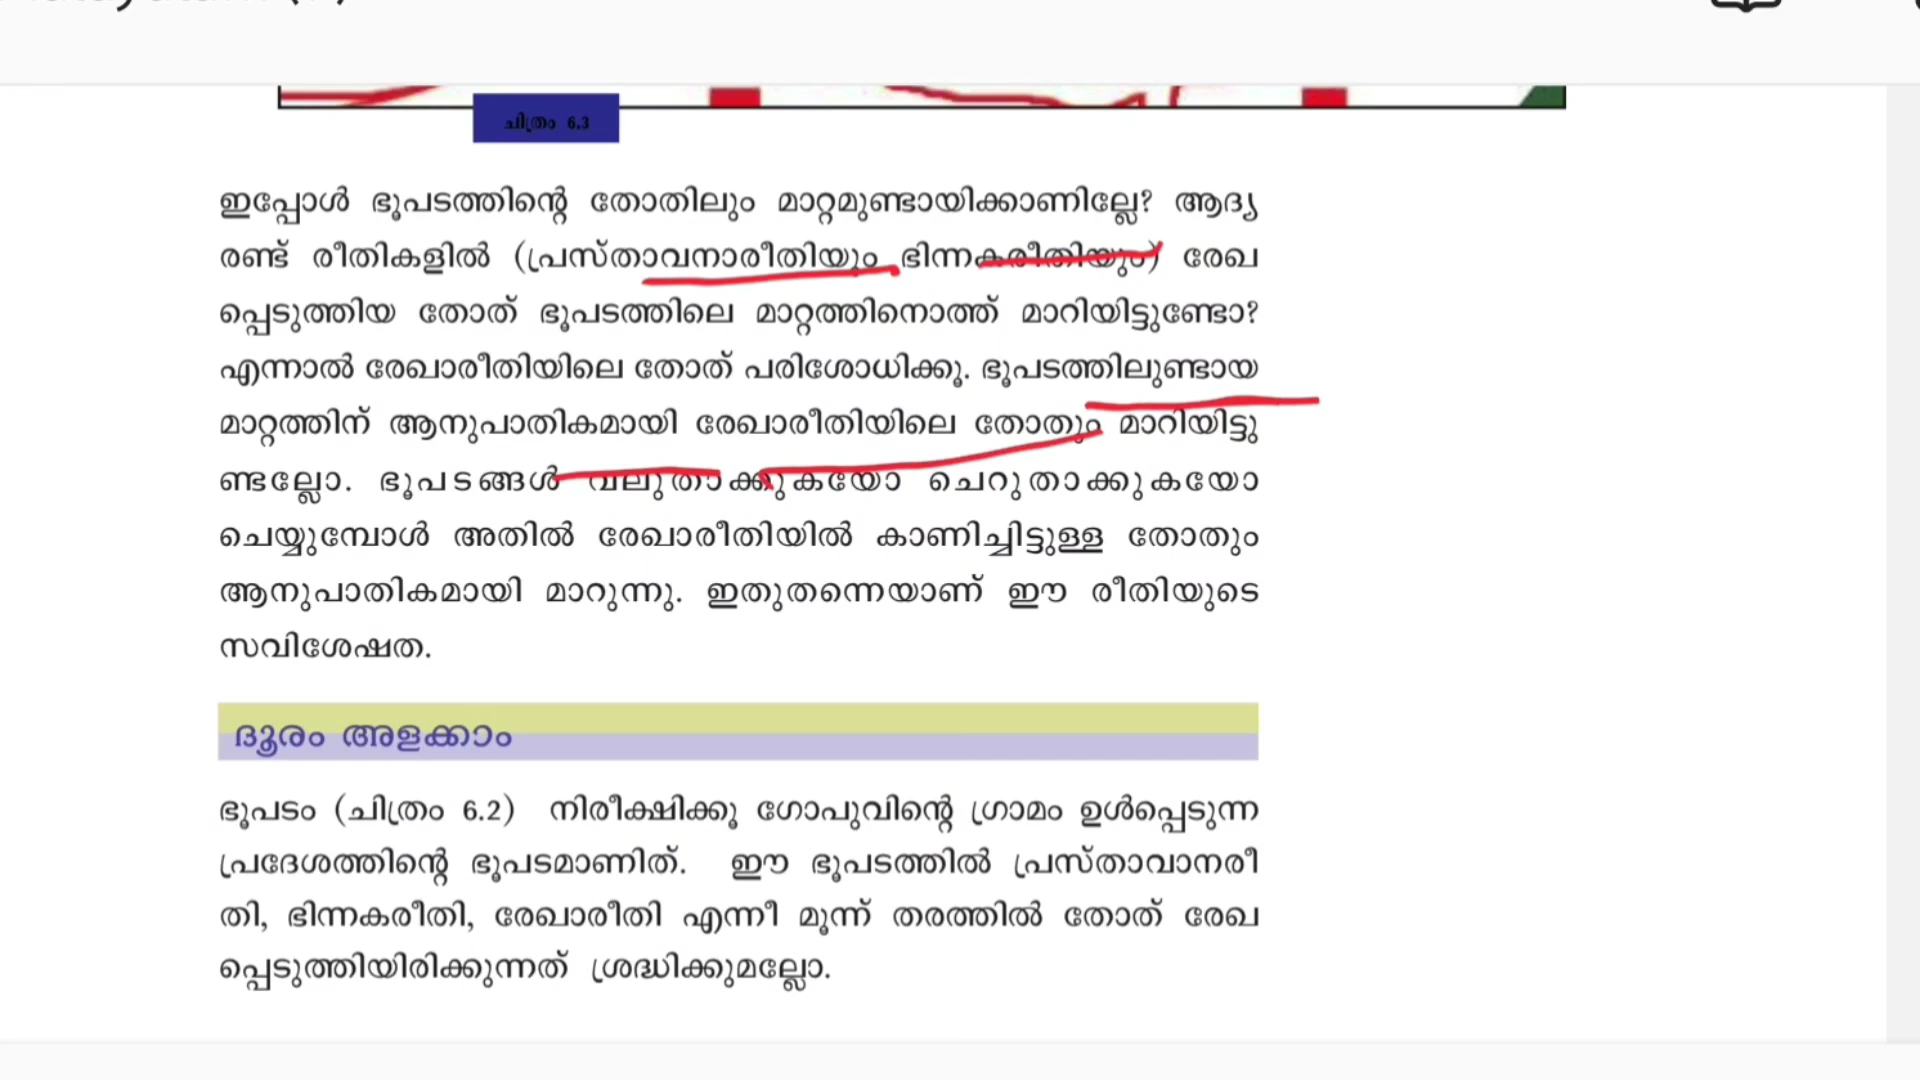 ചിത്രം 6.3
ഇപ്പോൾ ഭൂപടത്തിന്റെ തോതിലും മാറ്റമുണ്ടായിക്കാണില്ലേ? ആദ്യ
രണ്ട് രീതികളിൽ (പ്രസ്താവനാരീതിയും ഭിന്നകരീതിയും) രേഖ
പ്പെടുത്തിയ തോത് ഭൂപടത്തിലെ മാറ്റത്തിനൊത്ത് മാറിയിട്ടുണ്ടോ?
എന്നാൽ രേഖാരീതിയിലെ തോത് പരിശോധിക്കൂ. ഭൂപടത്തിലുണ്ടായ
മാറ്റത്തിന് ആനുപാതികമായി രേഖാരീതിയിലെ തോതും മാറിയിട്ടു
ണ്ടല്ലോ. ഭൂപടങ്ങൾ വലുതാക്കുകയോ ചെറുതാക്കുകയോ
ചെയ്യുമ്പോൾ അതിൽ രേഖാരീതിയിൽ കാണിച്ചിട്ടുള്ള തോതും
ആനുപാതികമായി മാറുന്നു. ഇതുതന്നെയാണ് ഈ രീതിയുടെ
സവിശേഷത.
ദൂരം അളക്കാം
ഭൂപടം (ചിത്രം 6.2) നിരീക്ഷിക്കൂ ഗോപുവിന്റെ ഗ്രാമം ഉൾപ്പെടുന്ന
പ്രദേശത്തിന്റെ ഭൂപടമാണിത്. ഈ ഭൂപടത്തിൽ പ്രസ്താവാനരീ
തി, ഭിന്നകരീതി, രേഖാരീതി എന്നീ മൂന്ന് തരത്തിൽ തോത് രേഖ
പ്പെടുത്തിയിരിക്കുന്നത് ശ്രദ്ധിക്കുമല്ലോ.